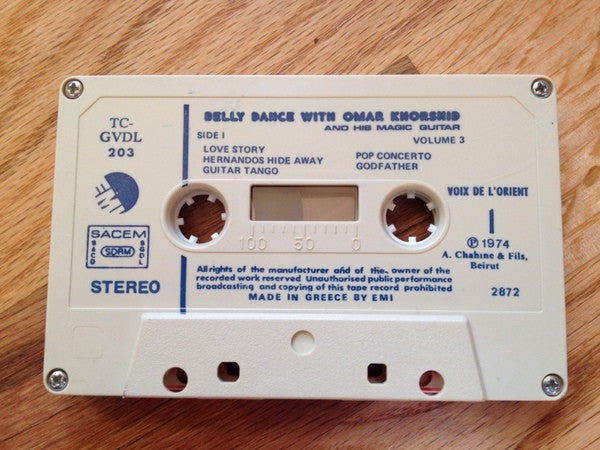 BELLY DANCE WITH OMAR KHORSHID
AND HIS MAGIC GUITAR
TC-
GVDL
203
SIDE I
VOLUME 3
LOVE STORY
HERNANDOS HIDE AWAY
GUITAR TANGO
POP CONCERTO
GODFATHER
EMI
VOIX DE L'ORIENT
I
100 50 0
SACEM
SACD
SDRM
SGDL
STEREO
℗ 1974
A. Chahine & Fils,
Beirut
2872
All rights of the manufacturer and of the owner of the
recorded work reserved Unauthorised public performance
broadcasting and copying of this tape record prohibited
MADE IN GREECE BY EMI